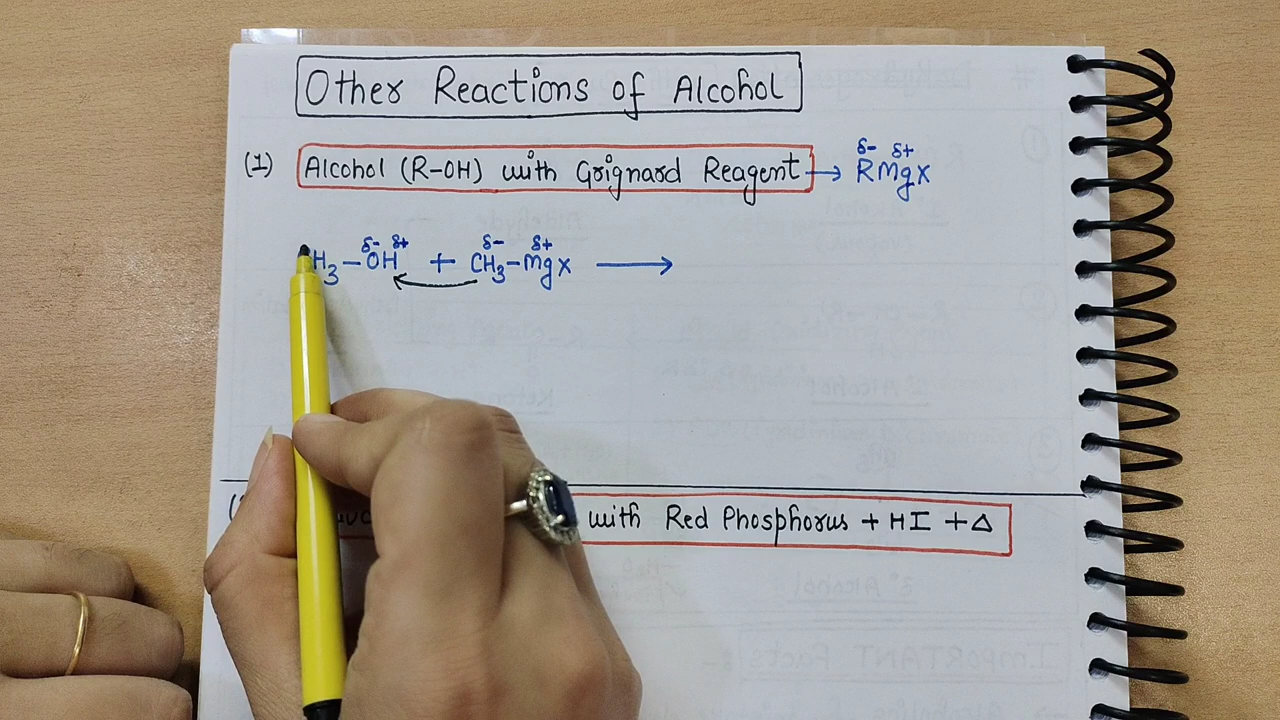 Other Reactions of Alcohol
(1) Alcohol (R-OH) with Grignard Reagent → RMgX
δ- δ+
δ- δ+ δ- δ+
H3-OH + CH3-MgX →
with Red Phosphorus + HI + Δ